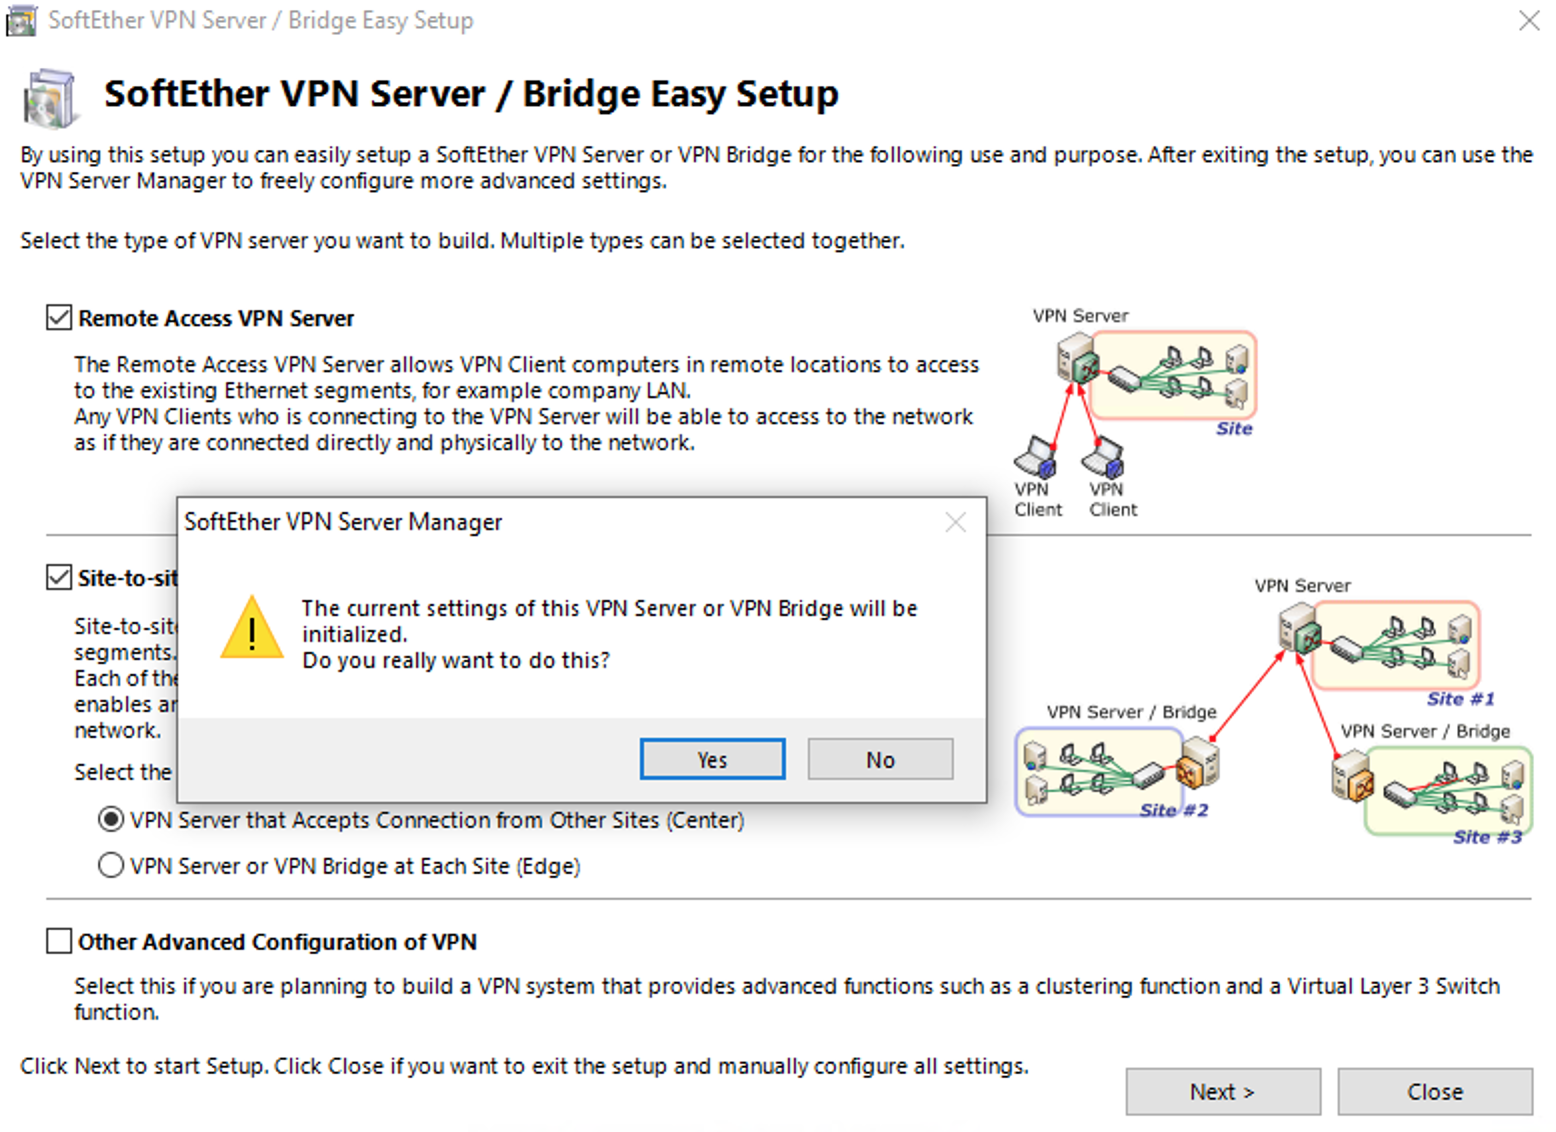 SoftEther VPN Server / Bridge Easy Setup
SoftEther VPN Server / Bridge Easy Setup
By using this setup you can easily setup a SoftEther VPN Server or VPN Bridge for the following use and purpose. After exiting the setup, you can use the
VPN Server Manager to freely configure more advanced settings.
Select the type of VPN server you want to build. Multiple types can be selected together.
Remote Access VPN Server
The Remote Access VPN Server allows VPN Client computers in remote locations to access
to the existing Ethernet segments, for example company LAN.
Any VPN Clients who is connecting to the VPN Server will be able to access to the network
as if they are connected directly and physically to the network.
VPN Server
Site
VPN
Client
VPN
Client
SoftEther VPN Server Manager
The current settings of this VPN Server or VPN Bridge will be
initialized.
Do you really want to do this?
Yes
No
Site-to-sit
Site-to-site
segments.
Each of the
enables an
network.
Select the
VPN Server that Accepts Connection from Other Sites (Center)
VPN Server or VPN Bridge at Each Site (Edge)
VPN Server
Site #1
VPN Server / Bridge
Site #2
VPN Server / Bridge
Site #3
Other Advanced Configuration of VPN
Select this if you are planning to build a VPN system that provides advanced functions such as a clustering function and a Virtual Layer 3 Switch
function.
Click Next to start Setup. Click Close if you want to exit the setup and manually configure all settings.
Next >
Close